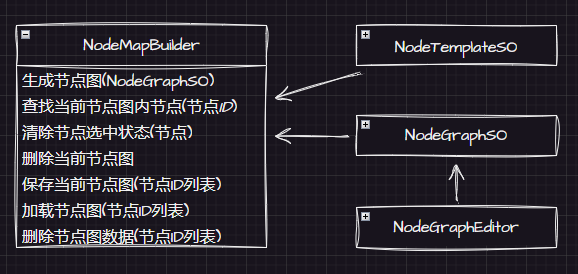 NodeMapBuilder
生成节点图(NodeGraphSO)
查找当前节点图内节点(节点ID)
清除节点选中状态(节点)
删除当前节点图
保存当前节点图(节点ID列表)
加载节点图(节点ID列表)
删除节点图数据(节点ID列表)
NodeTemplateSO
NodeGraphSO
NodeGraphEditor